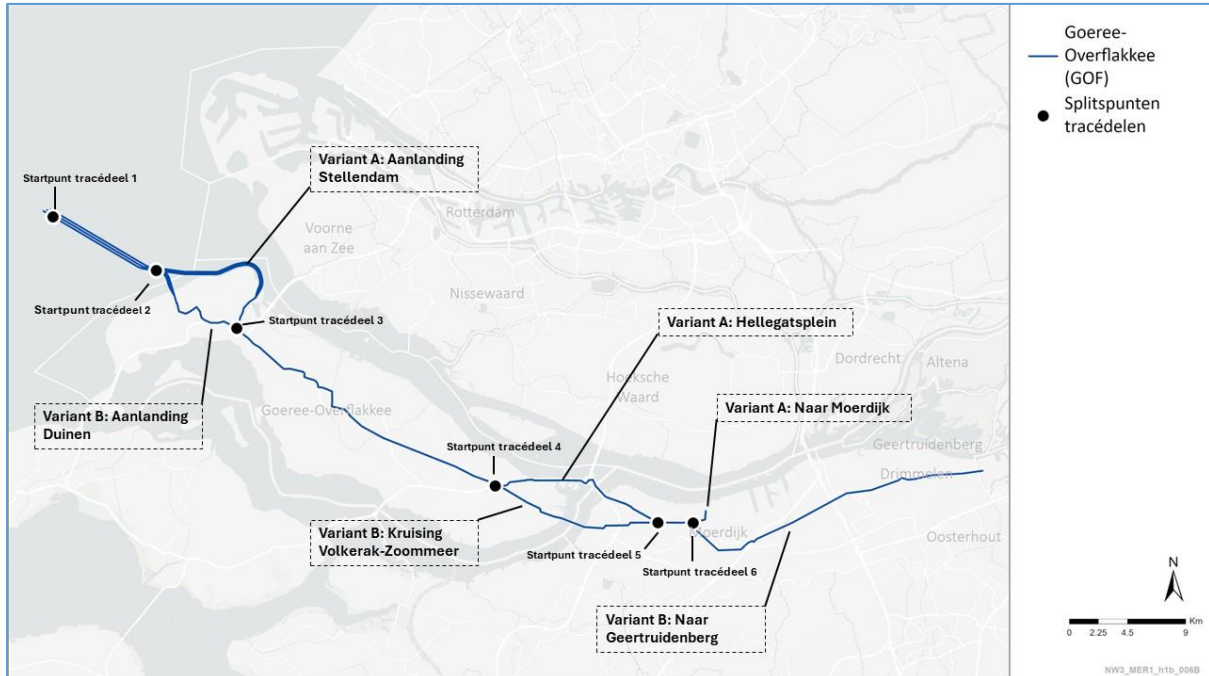 Goeree-
Overflakkee
(GOF)
Splitspunten
tracédelen
Variant A: Aanlanding
Stellendam
Startpunt tracédeel 1
Rotterdam
Voorne
aan Zee
Startpunt tracédeel 2
Nissewaard
Startpunt tracédeel 3
Variant A: Hellegatsplein
Dordrecht
Altena
Hoeksche
Waard
Variant B: Aanlanding
Duinen
Goeree-Overflakkee
Variant A: Naar Moerdijk
Startpunt tracédeel 4
Geertruidenberg
Drimmelen
Variant B: Kruising
Volkerak-Zoommeer
Moerdijk
Oosterhout
Startpunt tracédeel 5
Startpunt tracédeel 6
Variant B: Naar
Geertruidenberg
N
Km
0 2.25 4.5 9
NW3_MER1_h1b_006B